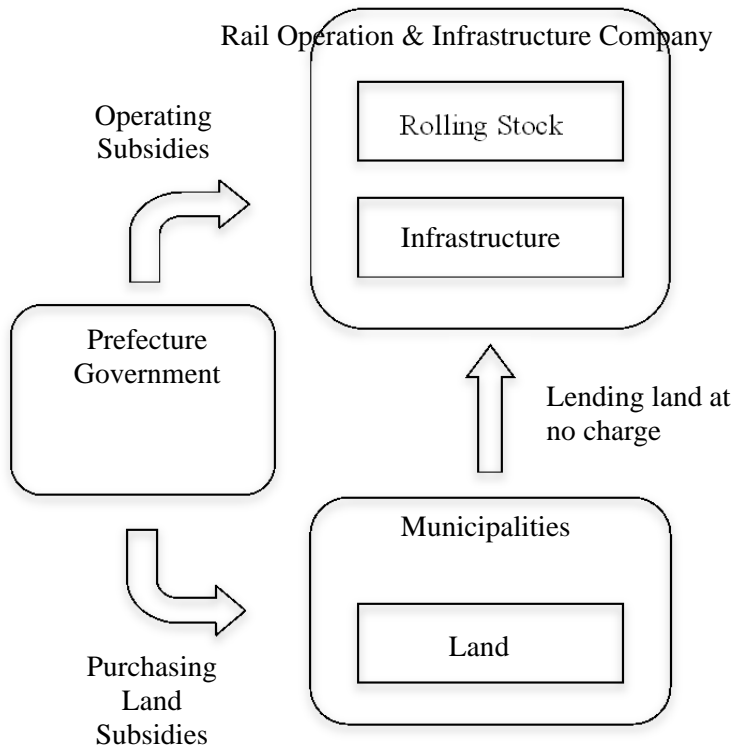 Rail Operation & Infrastructure Company
Rolling Stock
Infrastructure
Operating
Subsidies
Prefecture
Government
Lending land at
no charge
Municipalities
Land
Purchasing
Land
Subsidies